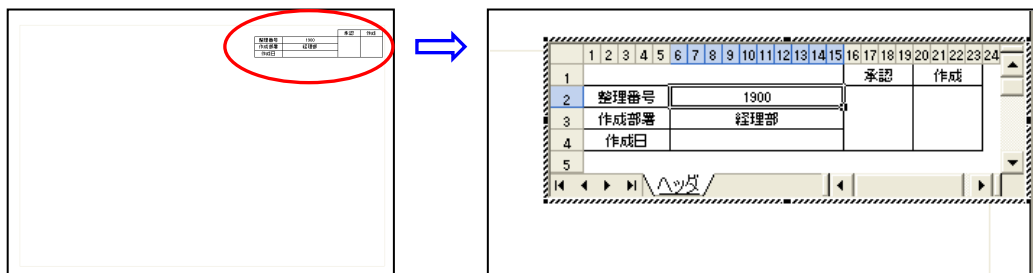 承認 作成
整理番号 1900
作成部署 経理部
作成日
1 2 3 4 5 6 7 8 9 10 11 12 13 14 15 16 17 18 19 20 21 22 23 24
1 承認 作成
2 整理番号 1900
3 作成部署 経理部
4 作成日
5
ヘッダ